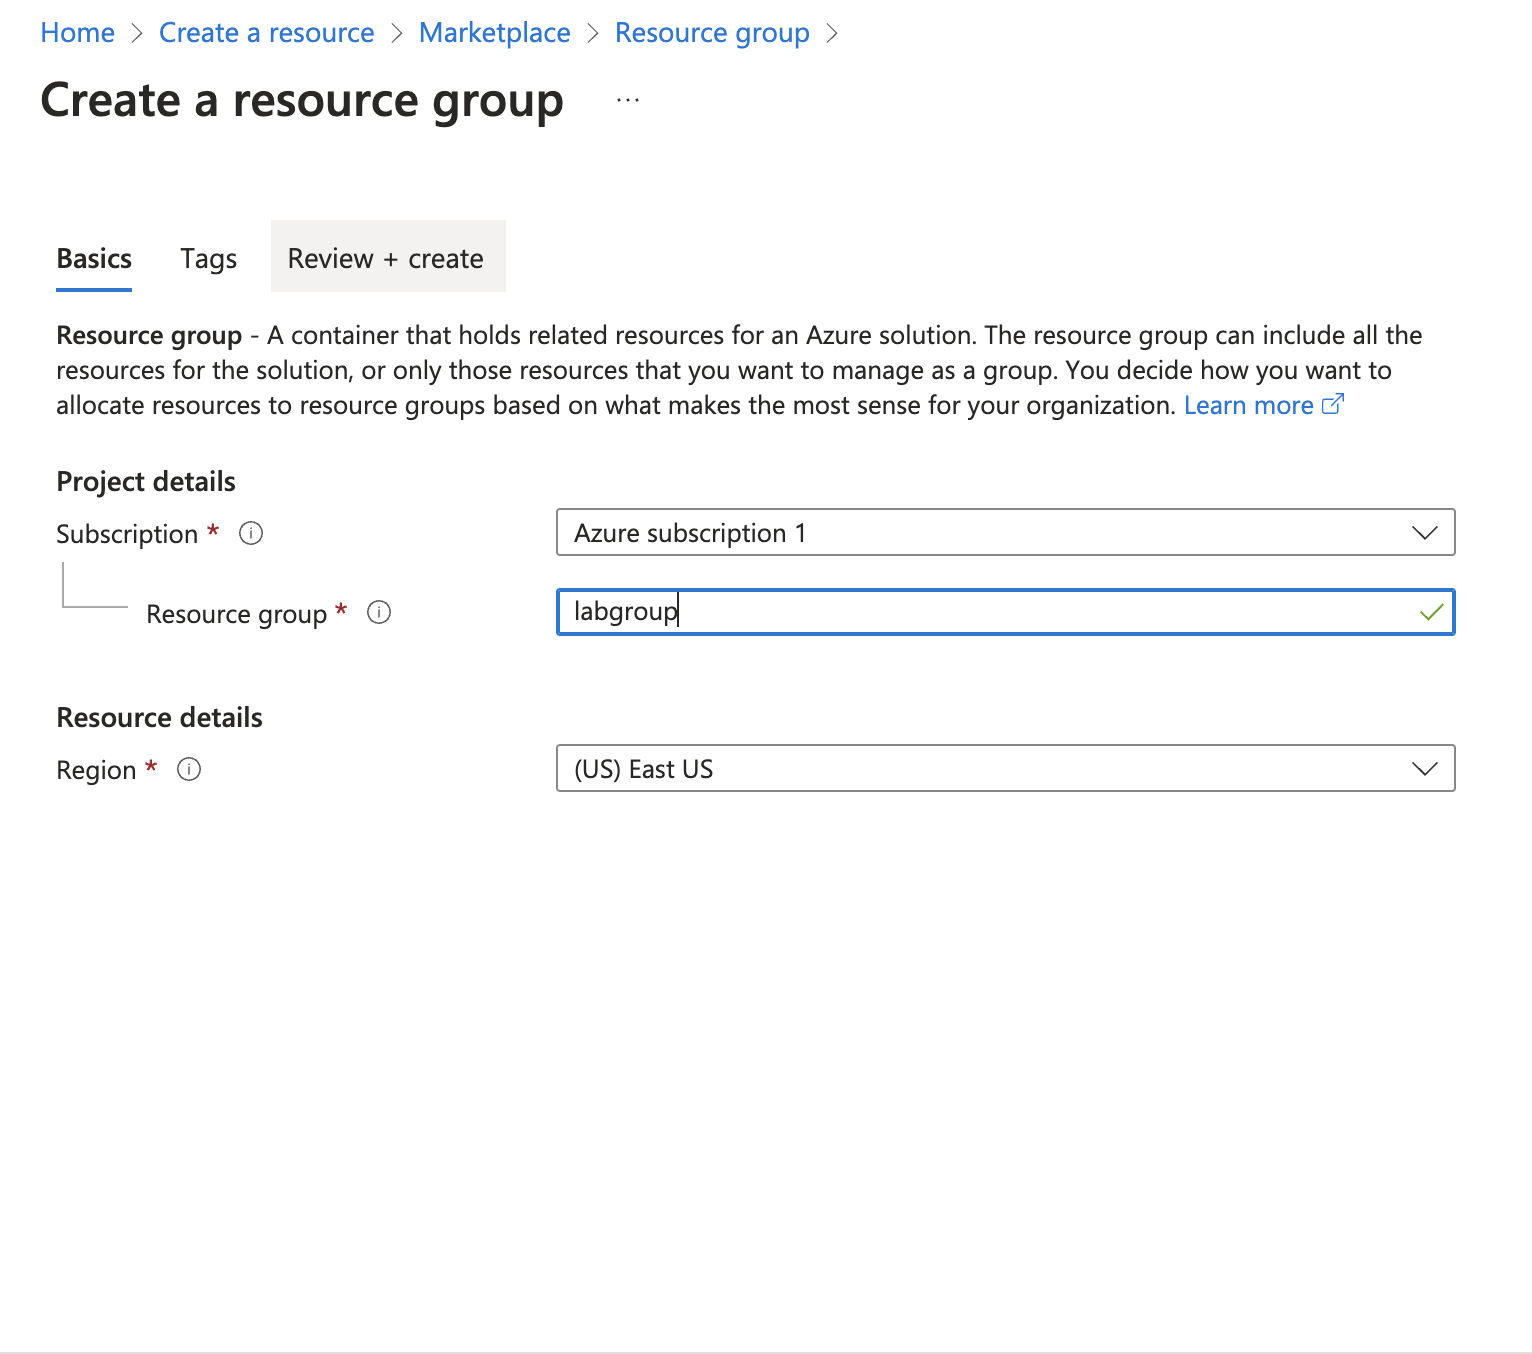 Home > Create a resource > Marketplace > Resource group >
Create a resource group ...
Basics Tags Review + create
Resource group - A container that holds related resources for an Azure solution. The resource group can include all the
resources for the solution, or only those resources that you want to manage as a group. You decide how you want to
allocate resources to resource groups based on what makes the most sense for your organization. Learn more
Project details
Subscription * Azure subscription 1
Resource group * labgroup
Resource details
Region * (US) East US